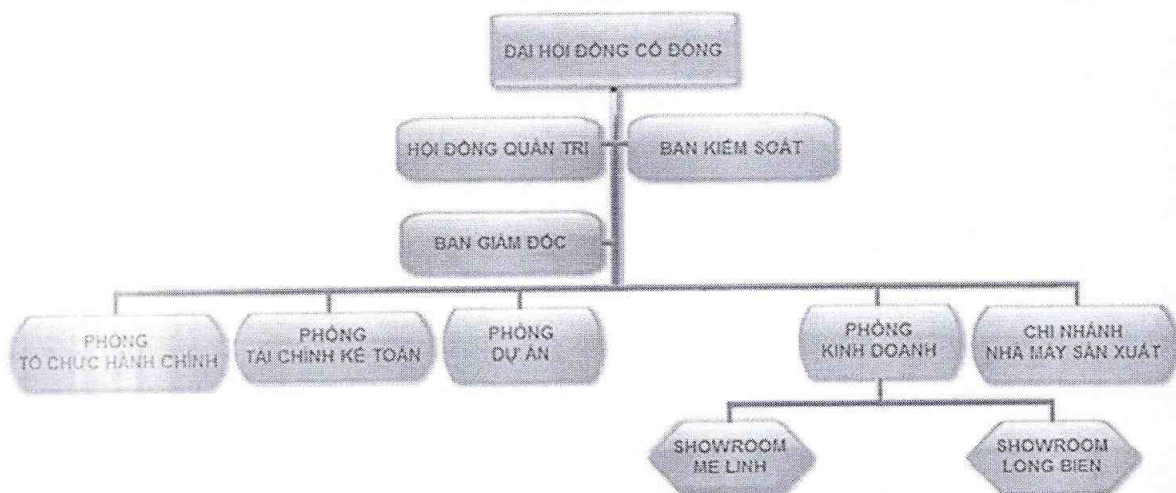 ĐẠI HỘI ĐỒNG CỔ ĐÔNG
HỘI ĐỒNG QUẢN TRỊ
BAN KIỂM SOÁT
BAN GIÁM ĐỐC
PHÒNG
TỔ CHỨC HÀNH CHÍNH
PHÒNG
TÀI CHÍNH KẾ TOÁN
PHÒNG
DỰ ÁN
PHÒNG
KINH DOANH
CHI NHÁNH
NHÀ MÁY SẢN XUẤT
SHOWROOM
MÊ LINH
SHOWROOM
LONG BIÊN